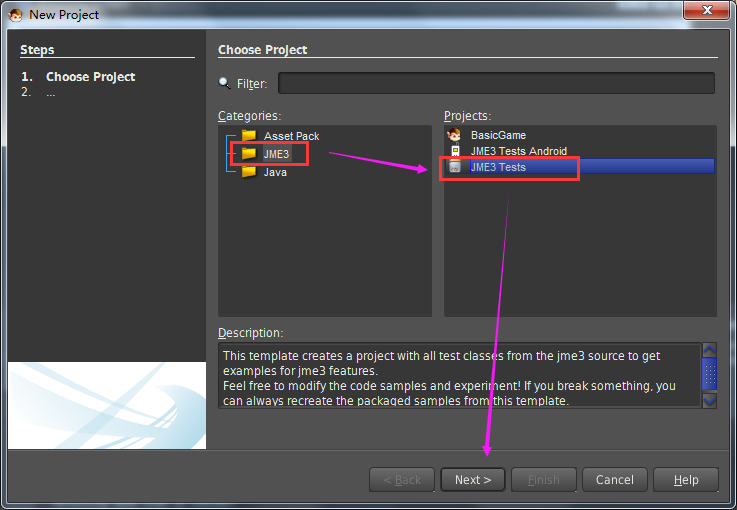 New Project
Steps
1. Choose Project
2. ...
Choose Project
Filter:
Categories:
Asset Pack
JME3
Java
Projects:
BasicGame
JME3 Tests Android
JME3 Tests
Description:
This template creates a project with all test classes from the jme3 source to get
examples for jme3 features.
Feel free to modify the code samples and experiment! If you break something, you
can always recreate the packaged samples from this template.
< Back
Next >
Finish
Cancel
Help